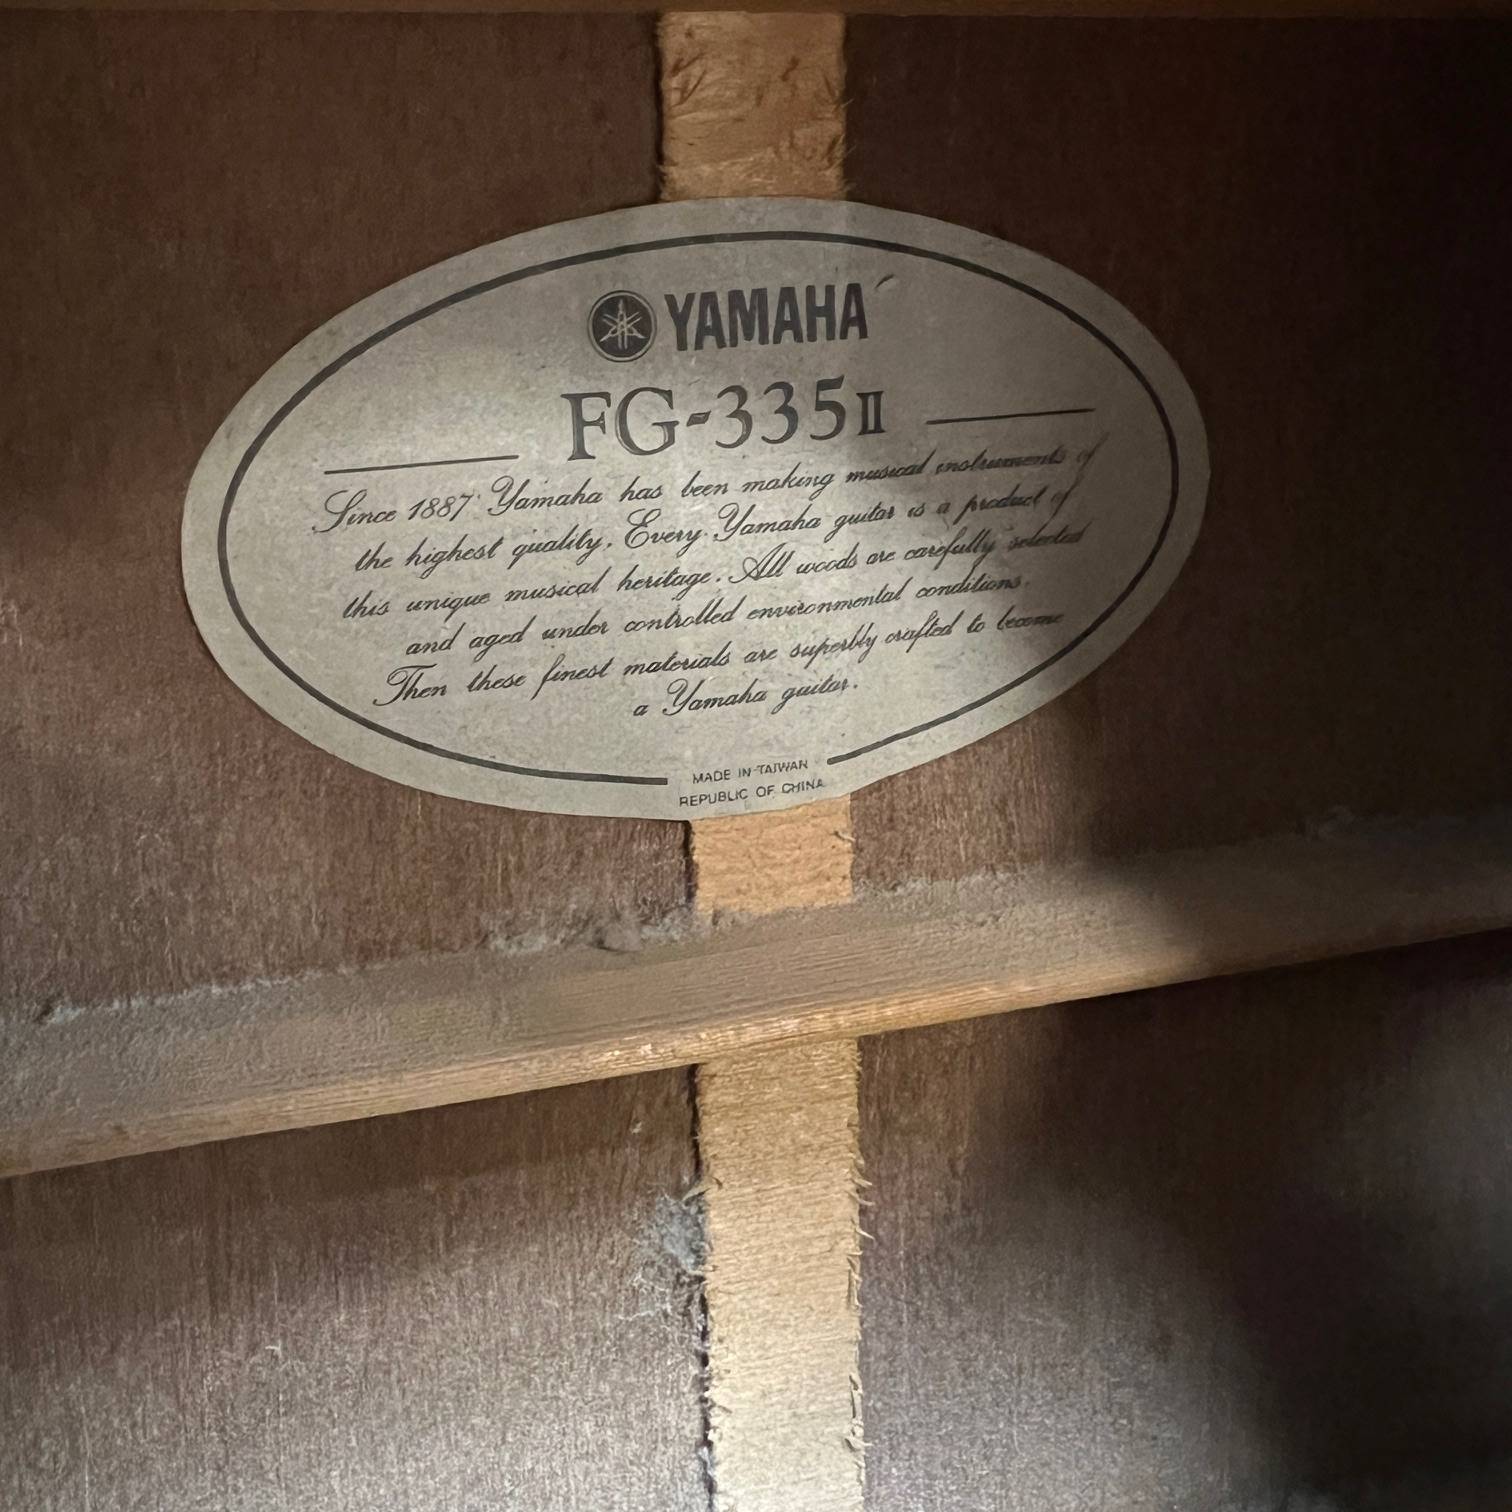 YAMAHA
FG-335II
Since 1887 Yamaha has been making musical instruments of
the highest quality. Every Yamaha guitar is a product of
this unique musical heritage. All woods are carefully selected
and aged under controlled environmental conditions.
Then these finest materials are superbly crafted to become
a Yamaha guitar.
MADE IN TAIWAN
REPUBLIC OF CHINA